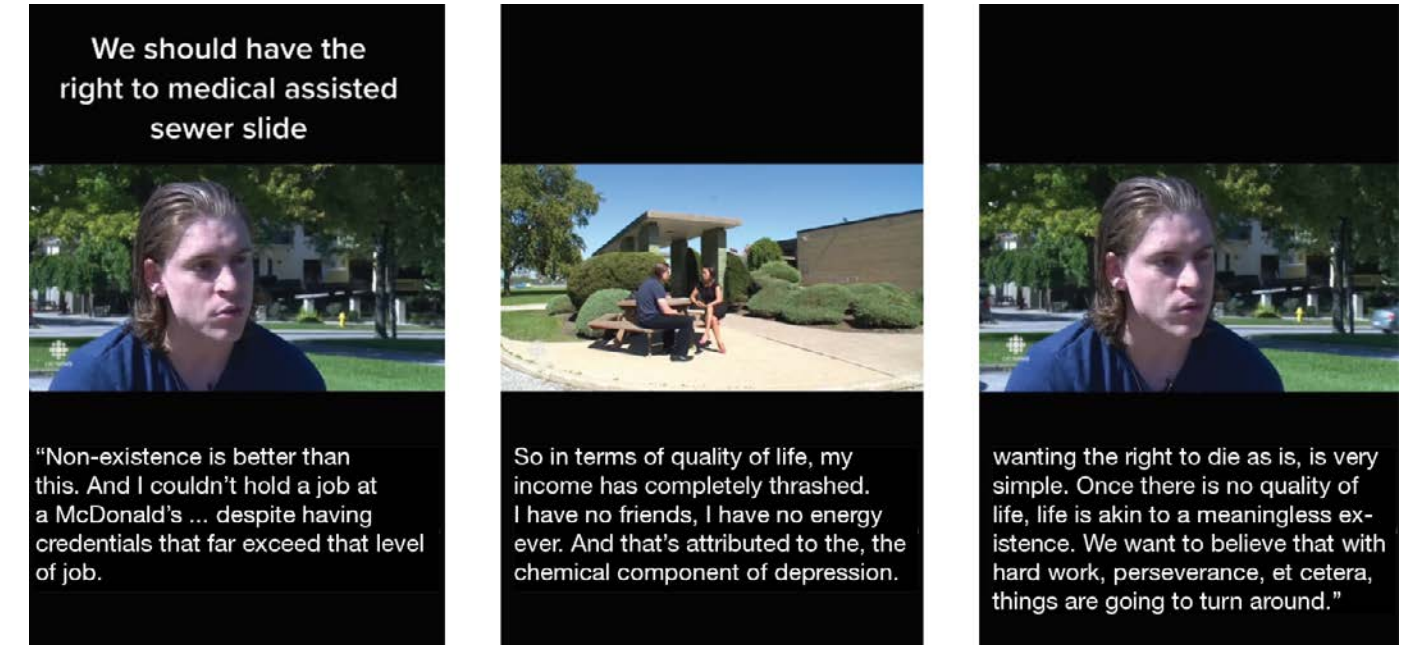 We should have the
right to medical assisted
sewer slide
“Non-existence is better than
this. And I couldn’t hold a job at
a McDonald’s ... despite having
credentials that far exceed that level
of job.
So in terms of quality of life, my
income has completely thrashed.
I have no friends, I have no energy
ever. And that’s attributed to the, the
chemical component of depression.
wanting the right to die as is, is very
simple. Once there is no quality of
life, life is akin to a meaningless ex-
istence. We want to believe that with
hard work, perseverance, et cetera,
things are going to turn around.”